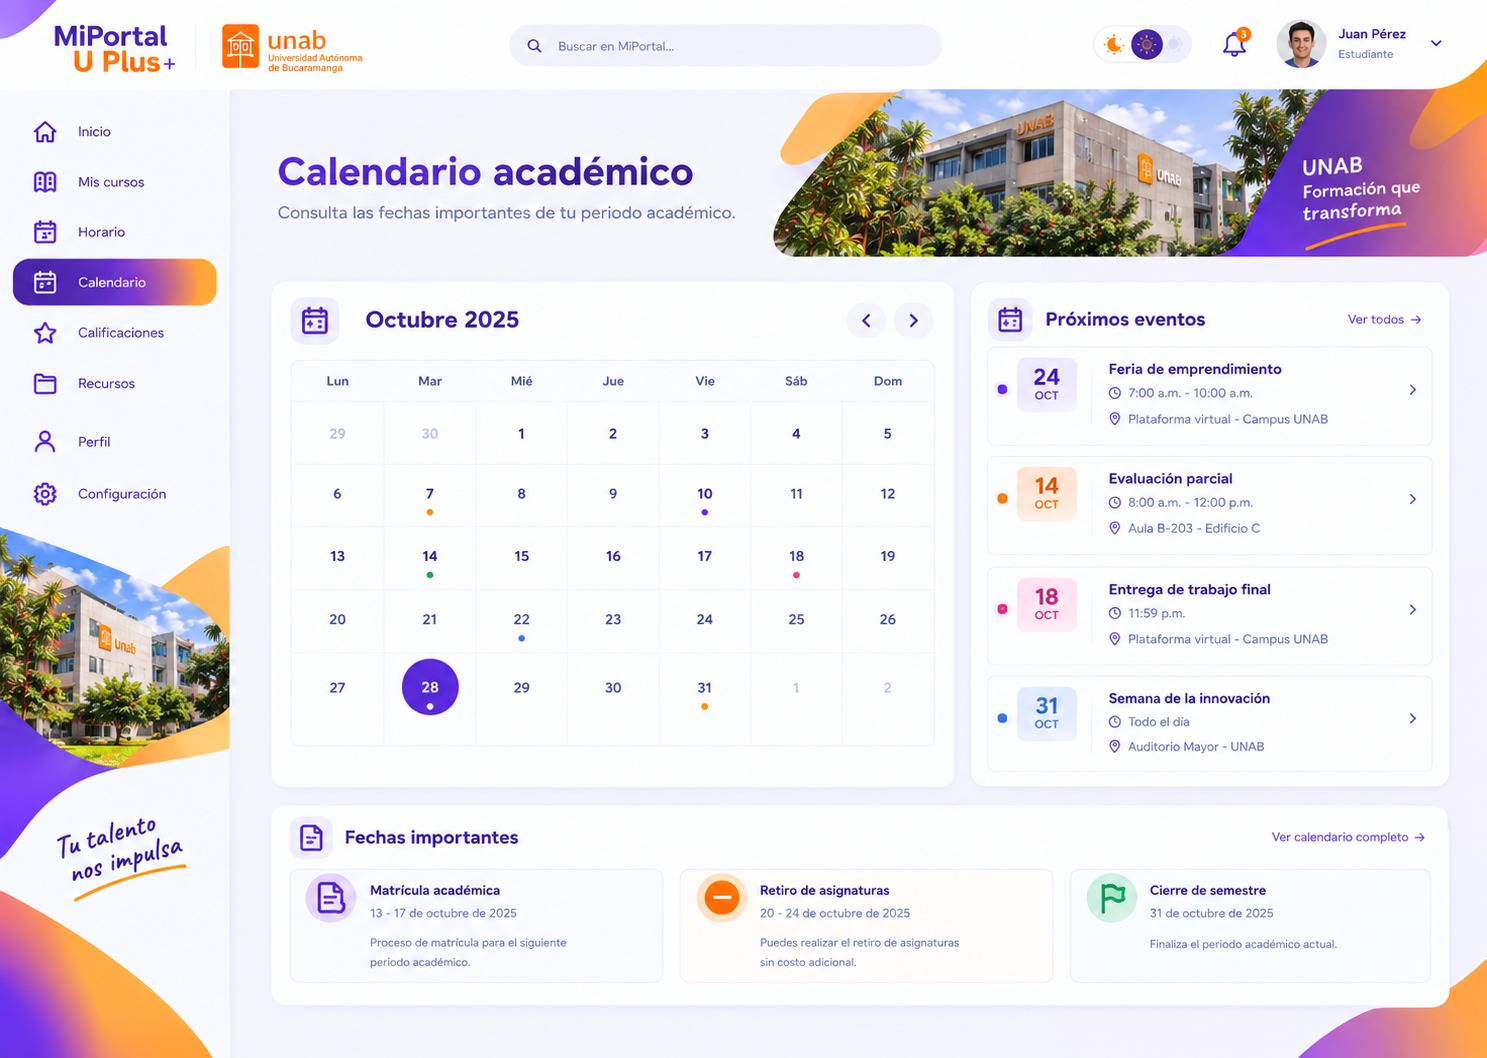 MiPortal
U Plus+
unab
Universidad Autónoma
de Bucaramanga
Buscar en MiPortal...
3
Juan Pérez
Estudiante
Inicio
Mis cursos
Horario
Calendario
Calificaciones
Recursos
Perfil
Configuración
unab
Tu talento
nos impulsa
Calendario académico
Consulta las fechas importantes de tu periodo académico.
UNAB
unab
UNAB
Formación que
transforma
Octubre 2025
Lun Mar Mié Jue Vie Sáb Dom
29 30 1 2 3 4 5
6 7 8 9 10 11 12
13 14 15 16 17 18 19
20 21 22 23 24 25 26
27 28 29 30 31 1 2
Próximos eventos
Ver todos →
24
OCT
Feria de emprendimiento
7:00 a.m. - 10:00 a.m.
Plataforma virtual - Campus UNAB
14
OCT
Evaluación parcial
8:00 a.m. - 12:00 p.m.
Aula B-203 - Edificio C
18
OCT
Entrega de trabajo final
11:59 p.m.
Plataforma virtual - Campus UNAB
31
OCT
Semana de la innovación
Todo el día
Auditorio Mayor - UNAB
Fechas importantes
Ver calendario completo →
Matrícula académica
13 - 17 de octubre de 2025
Proceso de matrícula para el siguiente
periodo académico.
Retiro de asignaturas
20 - 24 de octubre de 2025
Puedes realizar el retiro de asignaturas
sin costo adicional.
Cierre de semestre
31 de octubre de 2025
Finaliza el periodo académico actual.